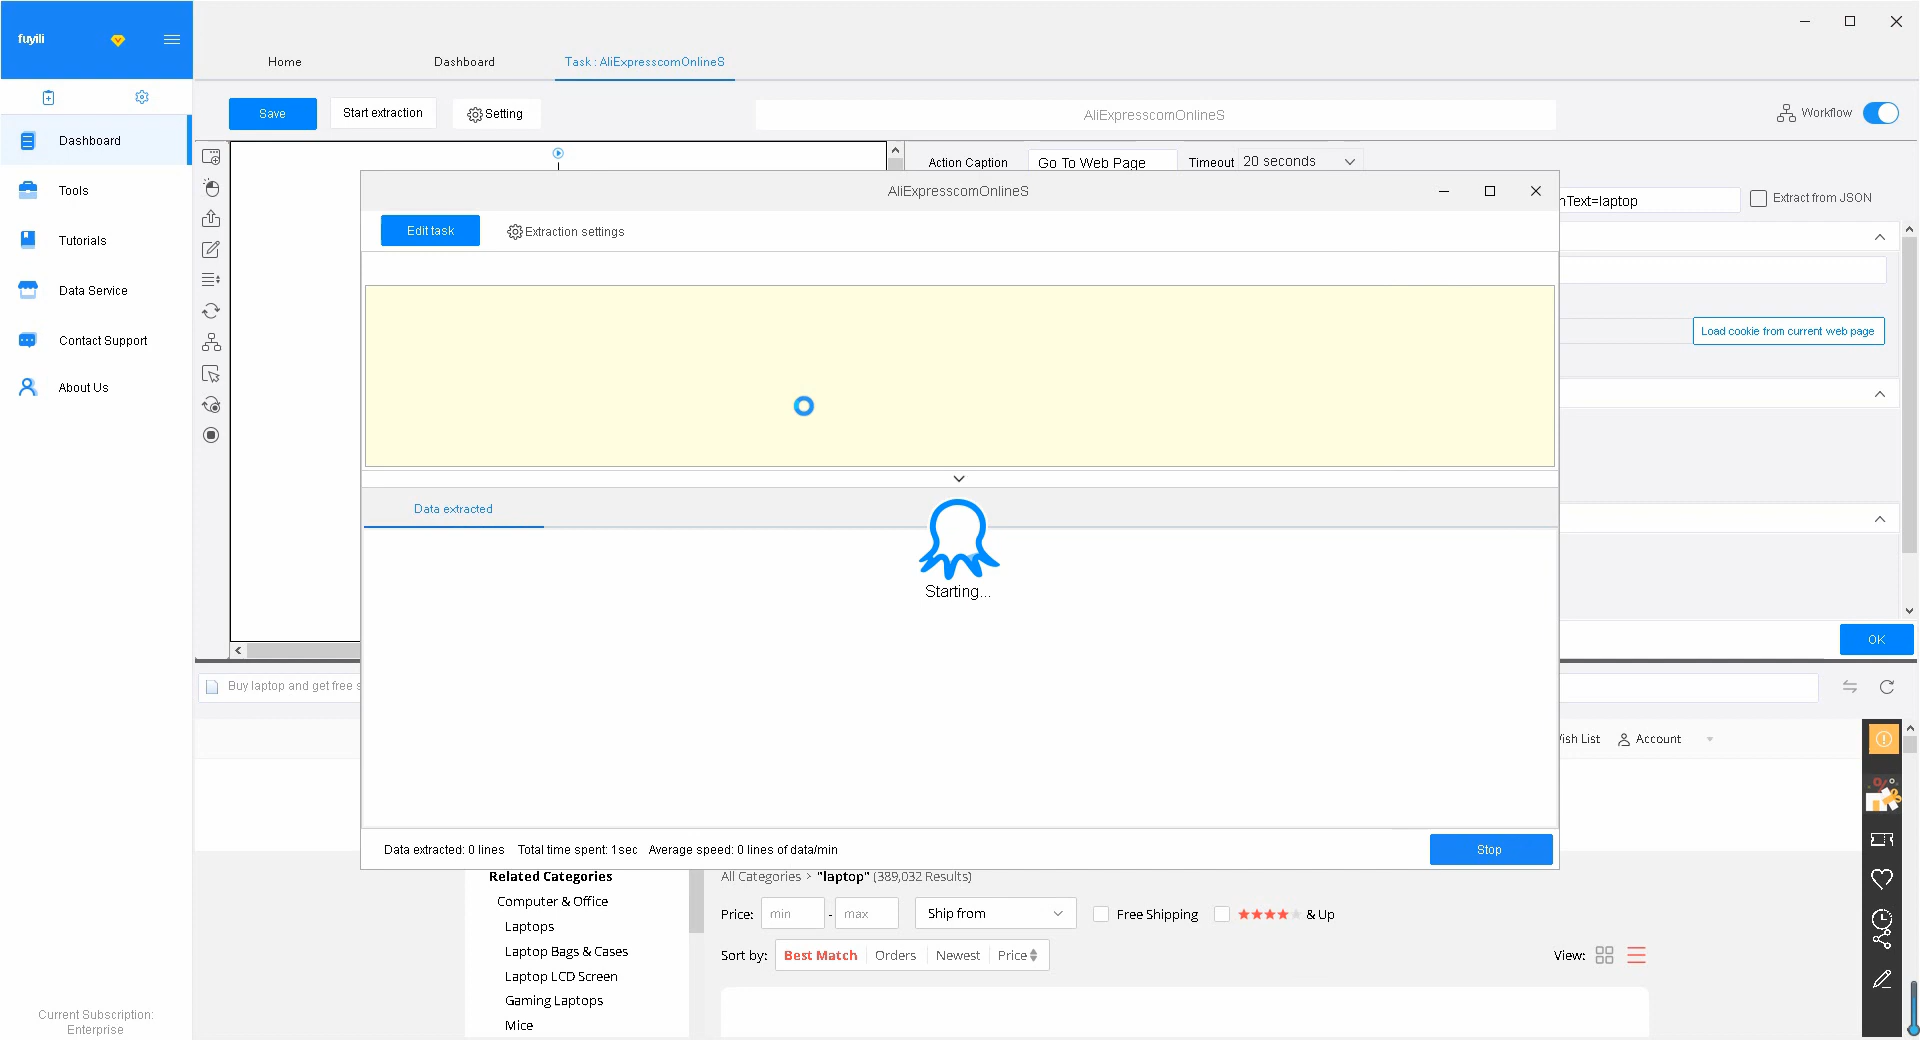 fuyili
Home
Dashboard
Task : AliExpresscomOnlineS
Save
Start extraction
Setting
AliExpresscomOnlineS
Workflow
Dashboard
Tools
Tutorials
Data Service
Contact Support
About Us
Current Subscription:
Enterprise
Action Caption
Go To Web Page
Timeout
20 seconds
AliExpresscomOnlineS
Text=laptop
Extract from JSON
Edit task
Extraction settings
Load cookie from current web page
Data extracted
Starting...
OK
Buy laptop and get free
List
Account
Data extracted: 0 lines Total time spent: 1sec Average speed: 0 lines of data/min
Stop
Related Categories
Computer & Office
Laptops
Laptop Bags & Cases
Laptop LCD Screen
Gaming Laptops
Mice
All Categories > "laptop" (389,032 Results)
Price: min - max Ship from Free Shipping & Up
Sort by: Best Match Orders Newest Price
View: